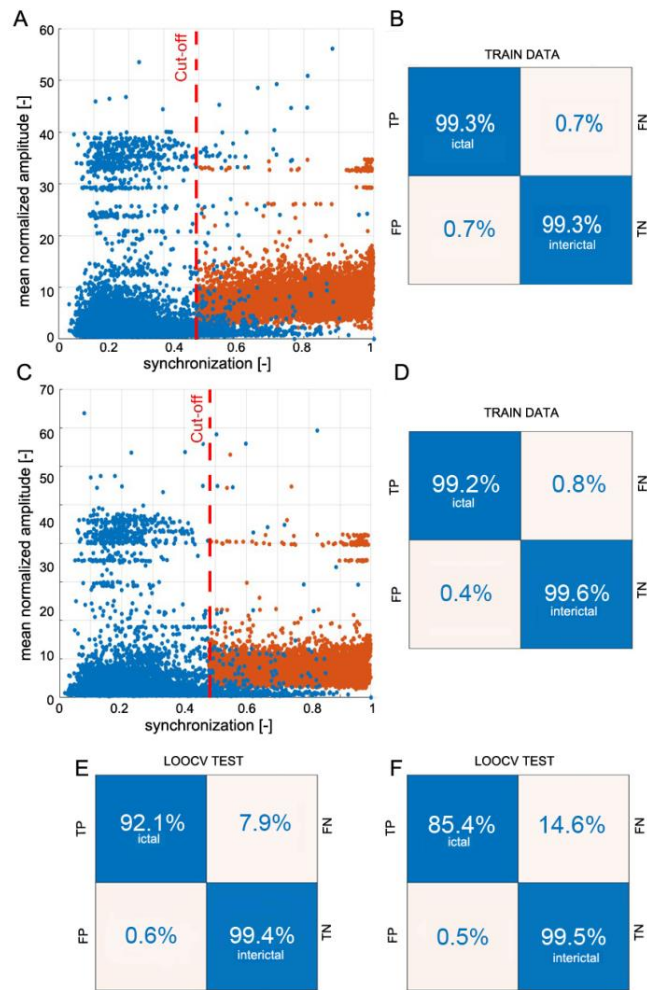 A
mean normalized amplitude [-]
60
50
40
30
20
10
0
Cut-off
0 0.2 0.4 0.6 0.8 1
synchronization [-]
B
TRAIN DATA
TP
99.3%
ictal
0.7%
FN
FP
0.7%
99.3%
interictal
TN
C
mean normalized amplitude [-]
70
60
50
40
30
20
10
0
Cut-off
0 0.2 0.4 0.6 0.8 1
synchronization [-]
D
TRAIN DATA
TP
99.2%
ictal
0.8%
FN
FP
0.4%
99.6%
interictal
TN
E
LOOCV TEST
TP
92.1%
ictal
7.9%
FN
FP
0.6%
99.4%
interictal
TN
F
LOOCV TEST
TP
85.4%
ictal
14.6%
FN
FP
0.5%
99.5%
interictal
TN